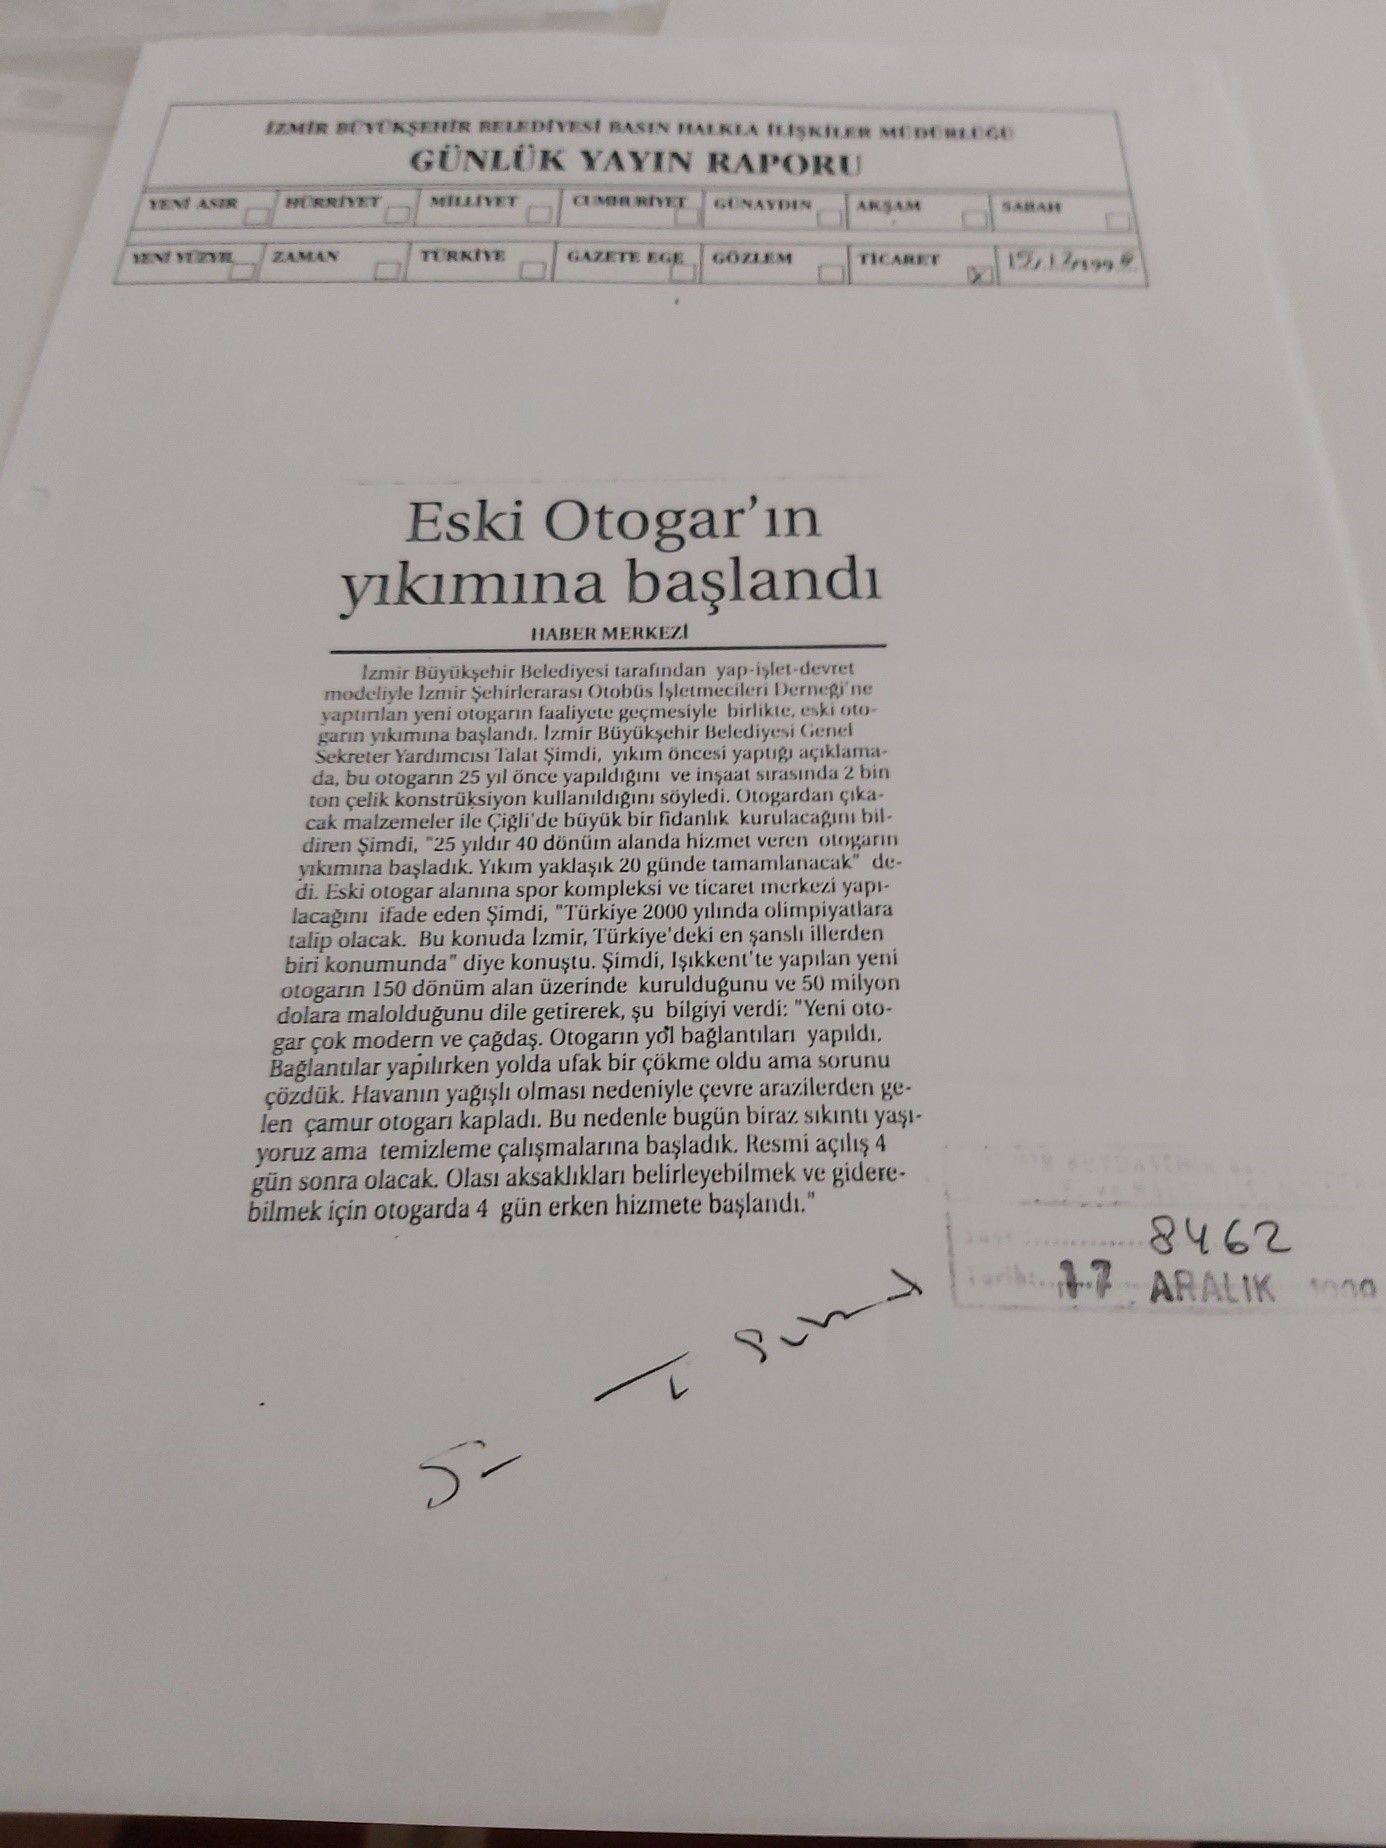 İZMİR BÜYÜKŞEHİR BELEDİYESİ BASIN HALKLA İLİŞKİLER MÜDÜRLÜĞÜ
GÜNLÜK YAYIN RAPORU
YENİ ASIR HÜRRİYET MİLLİYET CUMHURİYET GÜNAYDIN AKŞAM SABAH
YENİ YÜZYIL ZAMAN TÜRKİYE GAZETE EGE GÖZLEM TİCARET
Eski Otogar'ın
yıkımına başlandı
HABER MERKEZİ
İzmir Büyükşehir Belediyesi tarafından yap-işlet-devret
modeliyle İzmir Şehirlerarası Otobüs İşletmecileri Derneği'ne
yaptırılan yeni otogarın faaliyete geçmesiyle birlikte, eski oto-
garın yıkımına başlandı. İzmir Büyükşehir Belediyesi Genel
Sekreter Yardımcısı Talat Şimdi, yıkım öncesi yaptığı açıklama-
da, bu otogarın 25 yıl önce yapıldığını ve inşaat sırasında 2 bin
ton çelik konstrüksiyon kullanıldığını söyledi. Otogardan çıka-
cak malzemeler ile Çiğli'de büyük bir fidanlık kurulacağını bil-
diren Şimdi, "25 yıldır 40 dönüm alanda hizmet veren otogarın
yıkımına başladık. Yıkım yaklaşık 20 günde tamamlanacak" de-
di. Eski otogar alanına spor kompleksi ve ticaret merkezi yapı-
lacağını ifade eden Şimdi, "Türkiye 2000 yılında olimpiyatlara
talip olacak. Bu konuda İzmir, Türkiye'deki en şanslı illerden
biri konumunda" diye konuştu. Şimdi, Işıkkent'te yapılan yeni
otogarın 150 dönüm alan üzerinde kurulduğunu ve 50 milyon
dolara malolduğunu dile getirerek, şu bilgiyi verdi: "Yeni oto-
gar çok modern ve çağdaş. Otogarın yol bağlantıları yapıldı.
Bağlantılar yapılırken yolda ufak bir çökme oldu ama sorunu
çözdük. Havanın yağışlı olması nedeniyle çevre arazilerden ge-
len çamur otogarı kapladı. Bu nedenle bugün biraz sıkıntı yaşı-
yoruz ama temizleme çalışmalarına başladık. Resmi açılış 4
gün sonra olacak. Olası aksaklıkları belirleyebilmek ve gidere-
bilmek için otogarda 4 gün erken hizmete başlandı."
8462
17 ARALIK